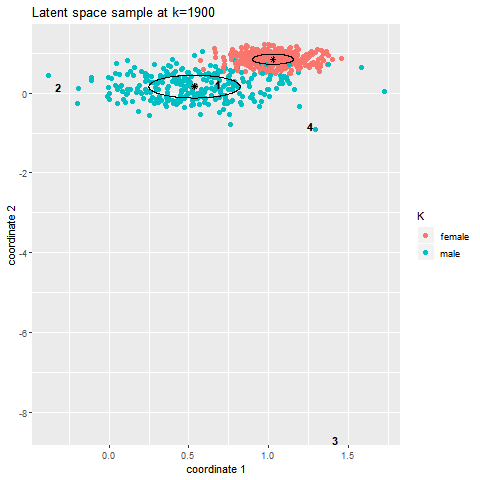 Latent space sample at k=1900
0
-2
-4
-6
-8
coordinate 2
2
1
4
3
0.0 0.5 1.0 1.5
coordinate 1
K
female
male